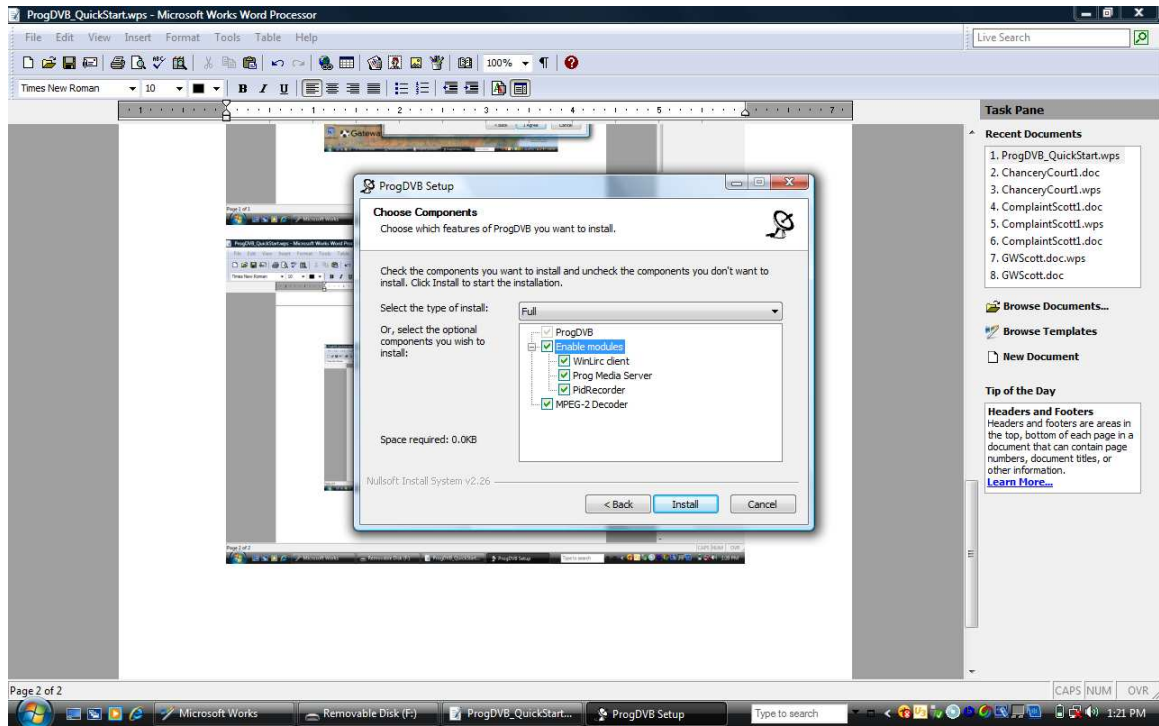 ProgDVB_QuickStart.wps - Microsoft Works Word Processor
File Edit View Insert Format Tools Table Help
Live Search
100%
Times New Roman 10 B I U
1 1 2 3 4 5 7
Task Pane
Recent Documents
1. ProgDVB_QuickStart.wps
2. ChanceryCourt1.doc
3. ChanceryCourt1.wps
4. ComplaintScott1.doc
5. ComplaintScott1.wps
6. ComplaintScott1.doc
7. GWScott.doc.wps
8. GWScott.doc
Browse Documents...
Browse Templates
New Document
Tip of the Day
Headers and Footers
Headers and footers are areas in
the top, bottom of each page in a
document that can contain page
numbers, document titles, or
other information.
Learn More...
Gatewa
ProgDVB Setup
Choose Components
Choose which features of ProgDVB you want to install.
Check the components you want to install and uncheck the components you don't want to
install. Click Install to start the installation.
Select the type of install:
Full
Or, select the optional
components you wish to
install:
ProgDVB
Enable modules
WinLirc client
Prog Media Server
PidRecorder
MPEG-2 Decoder
Space required: 0.0KB
Nullsoft Install System v2.26
< Back Install Cancel
Page 2 of 2
CAPS NUM OVR
Microsoft Works Removable Disk (F:) ProgDVB_QuickStart... ProgDVB Setup Type to search 1:21 PM